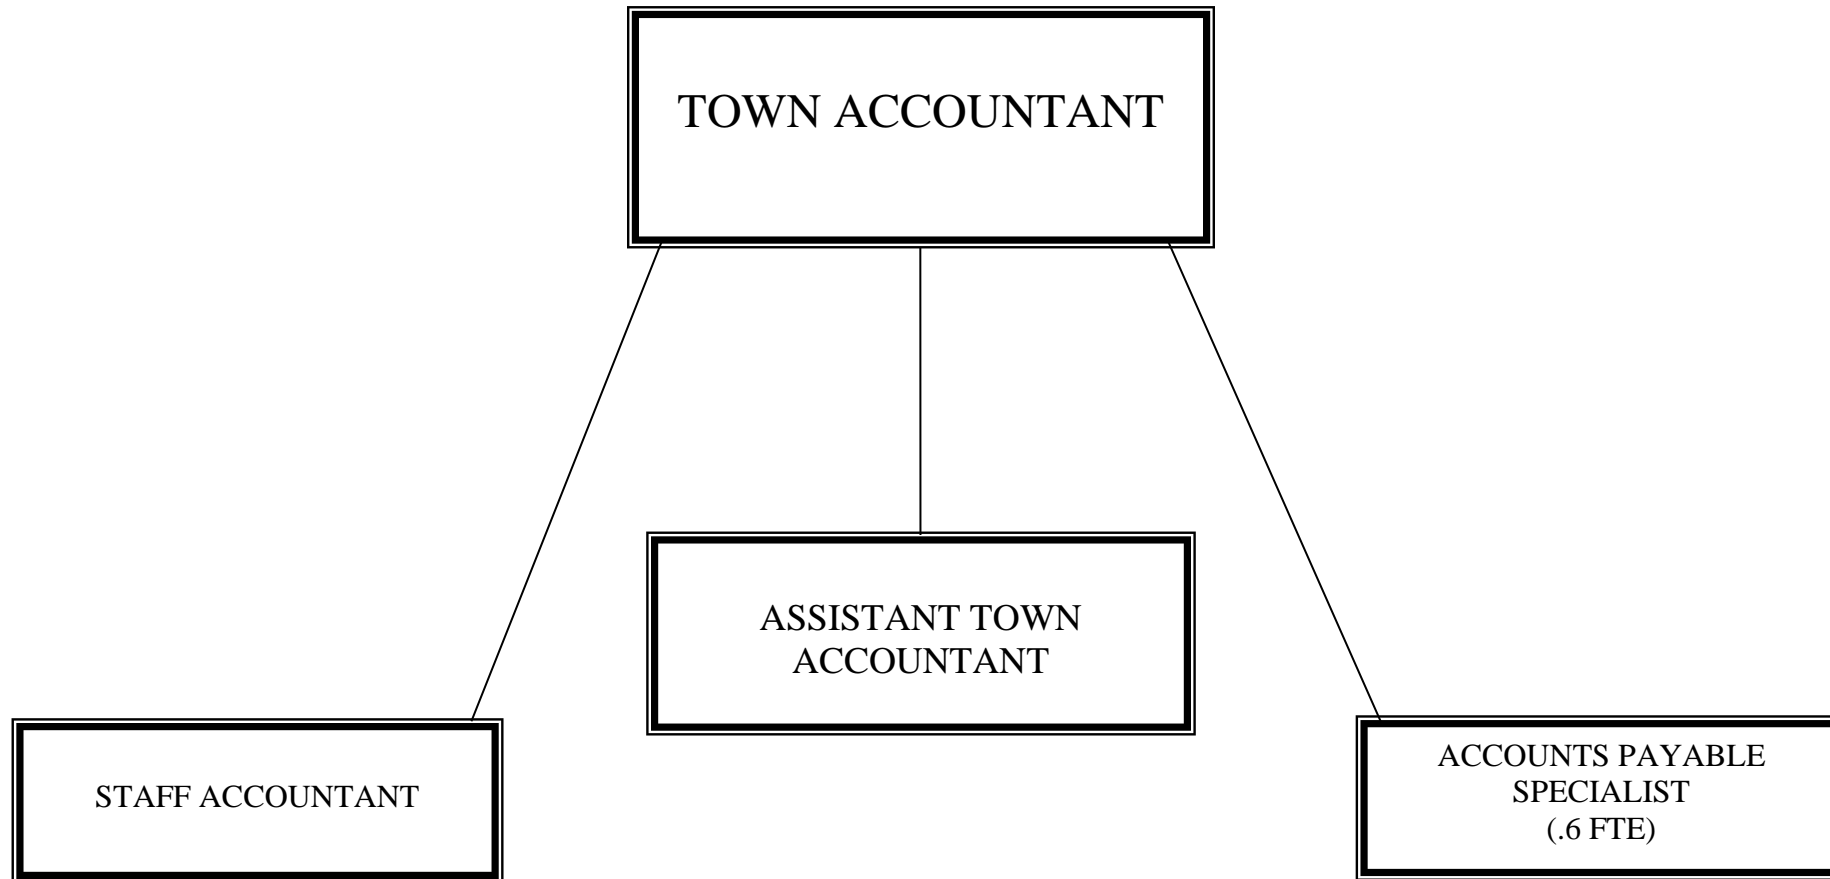 TOWN ACCOUNTANT
ASSISTANT TOWN
ACCOUNTANT
STAFF ACCOUNTANT
ACCOUNTS PAYABLE
SPECIALIST
(.6 FTE)